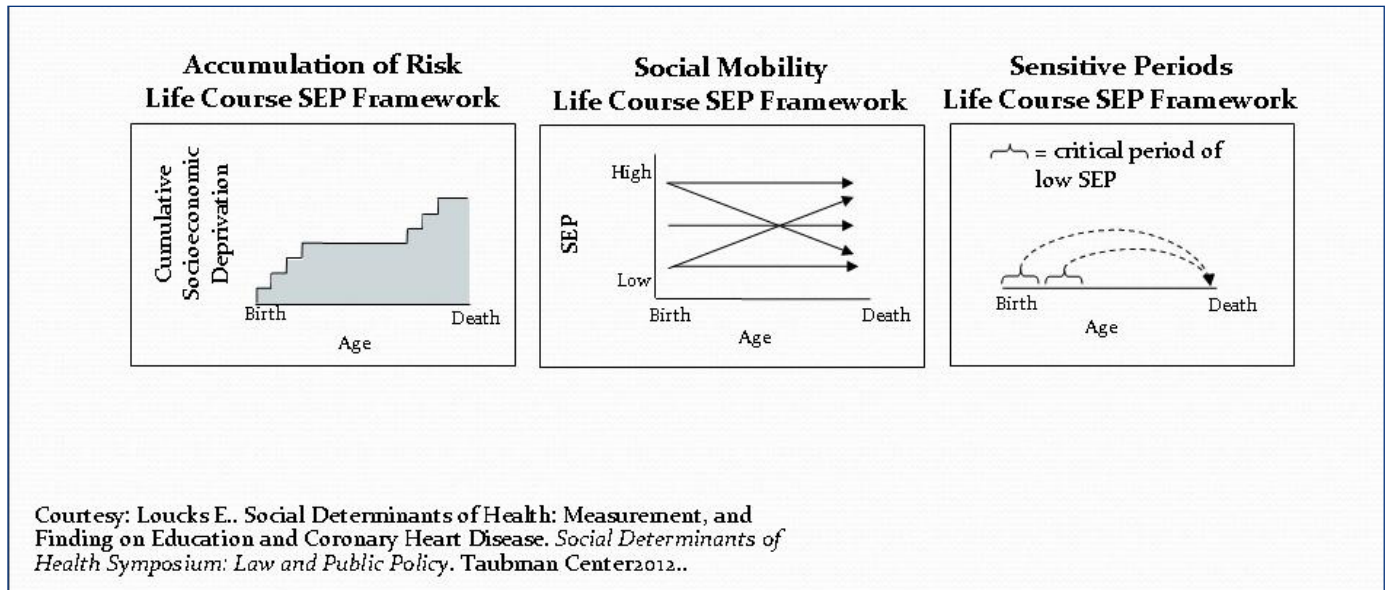 Accumulation of Risk
Life Course SEP Framework
Cumulative
Socioeconomic
Deprivation
Birth
Death
Age
Social Mobility
Life Course SEP Framework
High
SEP
Low
Birth
Death
Age
Sensitive Periods
Life Course SEP Framework
= critical period of
low SEP
Birth
Death
Age
Courtesy: Loucks E.. Social Determinants of Health: Measurement, and
Finding on Education and Coronary Heart Disease. Social Determinants of
Health Symposium: Law and Public Policy. Taubman Center2012..